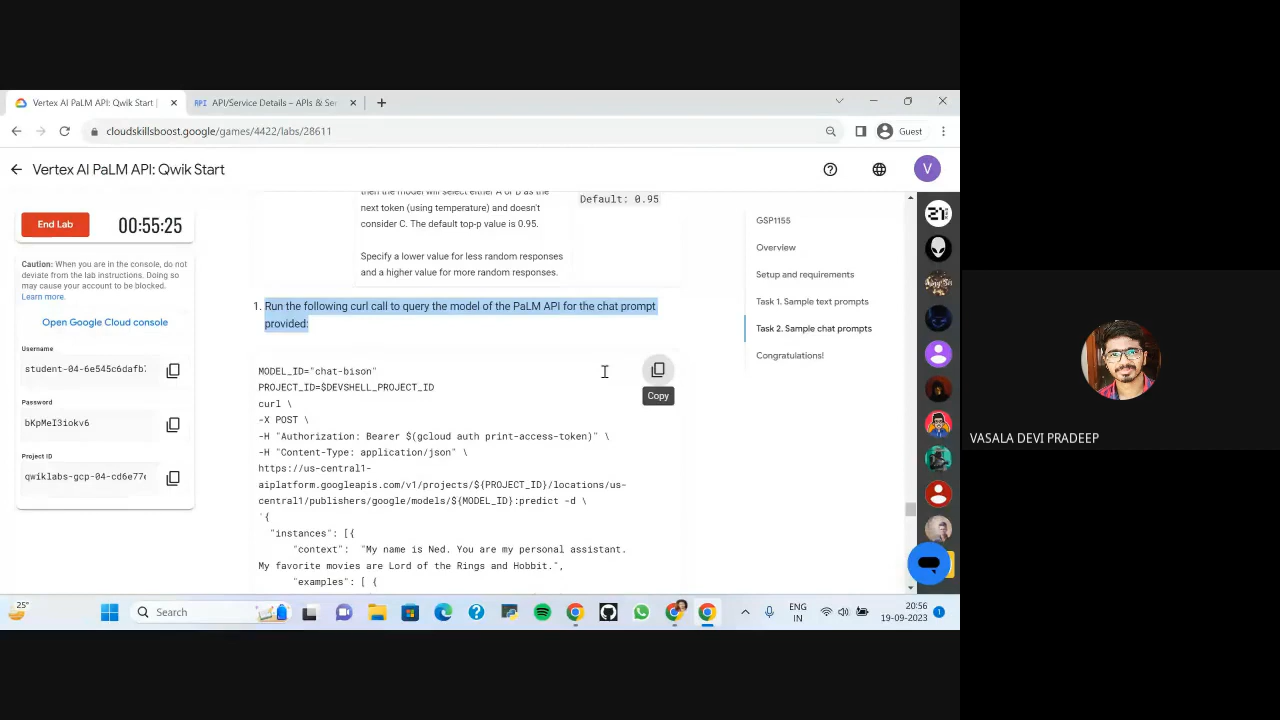 Vertex AI PaLM API: Qwik Start |
API/Service Details – APIs & Ser
cloudskillsboost.google/games/4422/labs/28611
Guest
Vertex AI PaLM API: Qwik Start
V
End Lab
00:55:25
Caution: When you are in the console, do not
deviate from the lab instructions. Doing so
may cause your account to be blocked.
Learn more.
Open Google Cloud console
Username
student-04-6e545c6dafb
Password
bKpMeI3iokv6
Project ID
qwiklabs-gcp-04-cd6e77
then the model will select either A or B as the
next token (using temperature) and doesn't
consider C. The default top-p value is 0.95.
Specify a lower value for less random responses
and a higher value for more random responses.
Default: 0.95
1. Run the following curl call to query the model of the PaLM API for the chat prompt
provided:
Copy
MODEL_ID="chat-bison"
PROJECT_ID=$DEVSHELL_PROJECT_ID
curl \
-X POST \
-H "Authorization: Bearer $(gcloud auth print-access-token)" \
-H "Content-Type: application/json" \
https://us-central1-
aiplatform.googleapis.com/v1/projects/${PROJECT_ID}/locations/us-
central1/publishers/google/models/${MODEL_ID}:predict -d \
'{
"instances": [{
"context":  "My name is Ned. You are my personal assistant.
My favorite movies are Lord of the Rings and Hobbit.",
"examples": [ {
GSP1155
Overview
Setup and requirements
Task 1. Sample text prompts
Task 2. Sample chat prompts
Congratulations!
VASALA DEVI PRADEEP
25°
Search
ENG
IN
20:56
19-09-2023
1